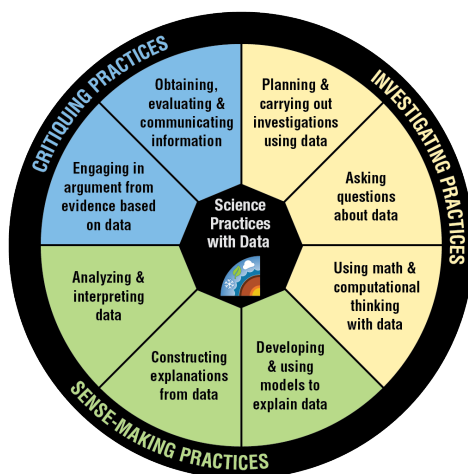 CRITIQUING PRACTICES
Obtaining,
evaluating &
communicating
information
Engaging in
argument from
evidence based
on data
INVESTIGATING PRACTICES
Planning &
carrying out
investigations
using data
Asking
questions
about data
Using math &
computational
thinking
with data
Science
Practices
with Data
Analyzing &
interpreting
data
Constructing
explanations
from data
Developing
& using
models to
explain data
SENSE-MAKING PRACTICES